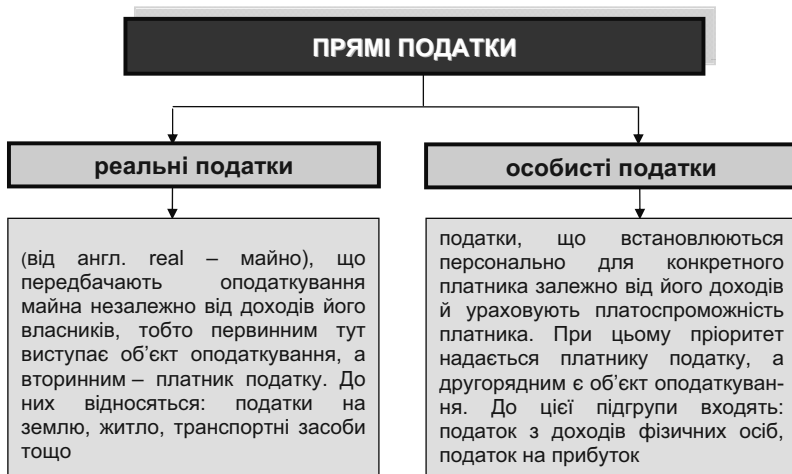 ПРЯМІ ПОДАТКИ
реальні податки
(від англ. real – майно), що
передбачають оподаткування
майна незалежно від доходів його
власників, тобто первинним тут
виступає об’єкт оподаткування, а
вторинним – платник податку. До
них відносяться: податки на
землю, житло, транспортні засоби
тощо
особисті податки
податки, що встановлюються
персонально для конкретного
платника залежно від його доходів
й ураховують платоспроможність
платника. При цьому пріоритет
надається платнику податку, а
другорядним є об’єкт оподаткуван-
ня. До цієї підгрупи входять:
податок з доходів фізичних осіб,
податок на прибуток